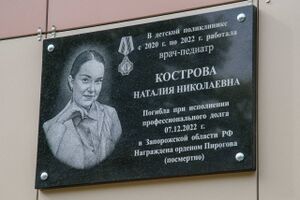 В детской поликлинике
с 2020 г. по 2022 г. работала
врач-педиатр
КОСТРОВА
НАТАЛИЯ НИКОЛАЕВНА
Погибла при исполнении
профессионального долга
07.12.2022 г.
в Запорожской области РФ
Награждена орденом Пирогова
(посмертно)